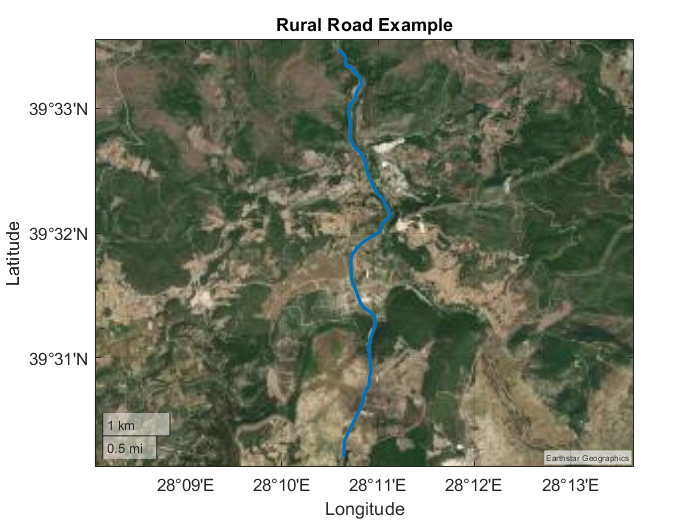 Rural Road Example
39°33'N
39°32'N
39°31'N
Latitude
1 km
0.5 mi
Earthstar Geographics
28°09'E 28°10'E 28°11'E 28°12'E 28°13'E
Longitude